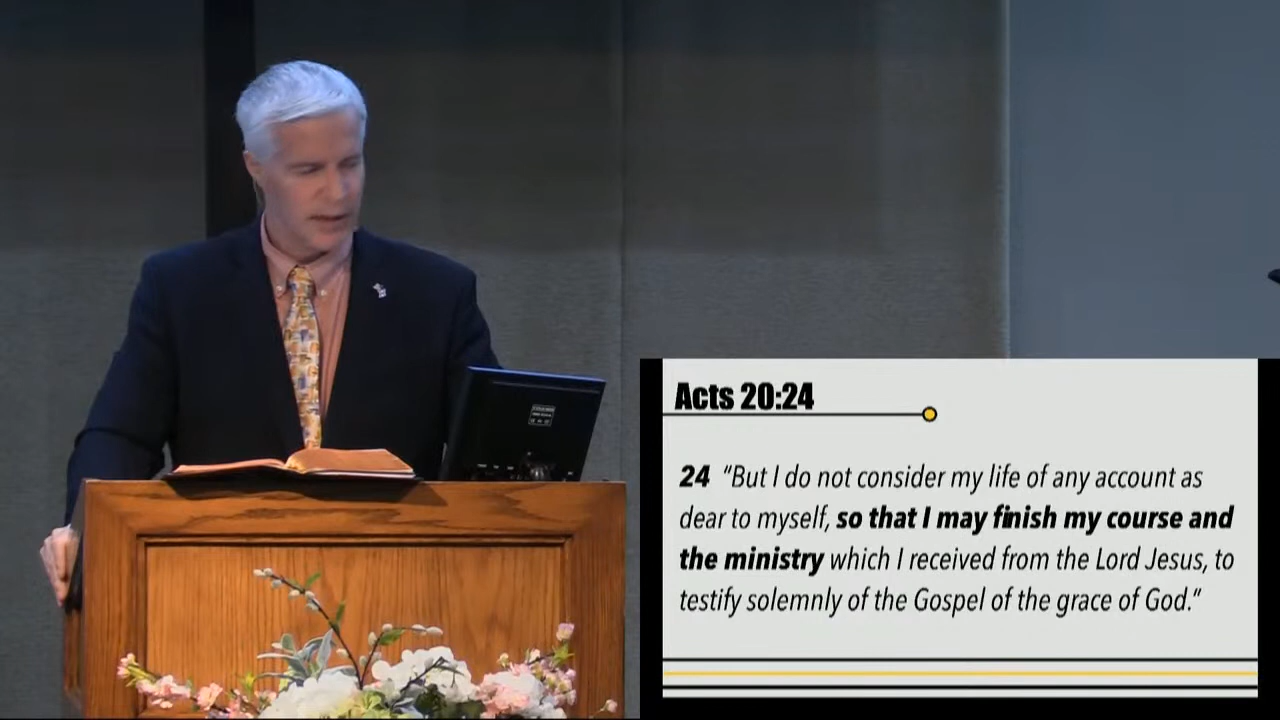 Acts 20:24
24 “But I do not consider my life of any account as
dear to myself, so that I may finish my course and
the ministry which I received from the Lord Jesus, to
testify solemnly of the Gospel of the grace of God.“